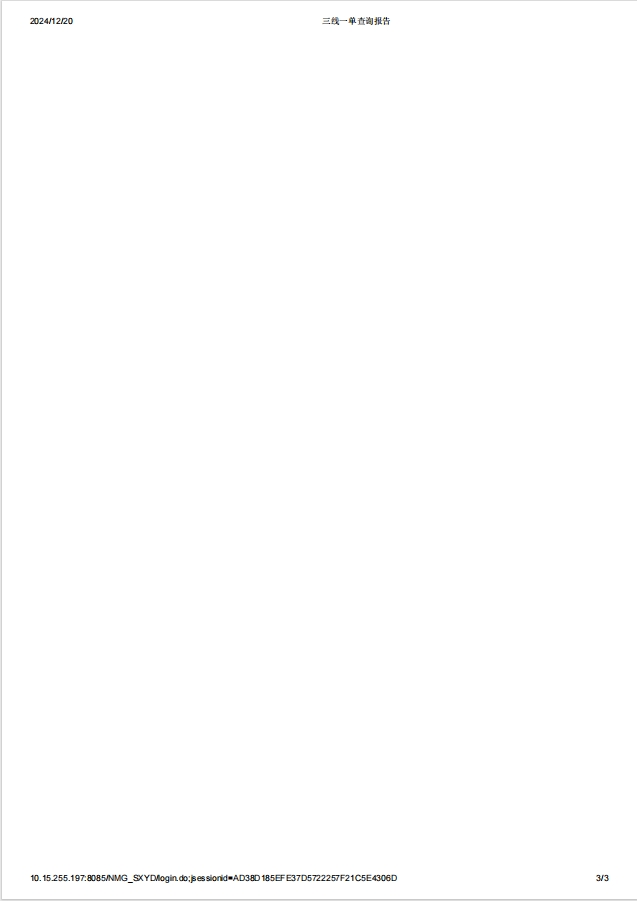 2024/12/20 三线一单查询报告
10.15.255.197:8085/NMG_SXYD/login.do;jsessionid=AD38D185EFE37D5722257F21C5E4306D 3/3